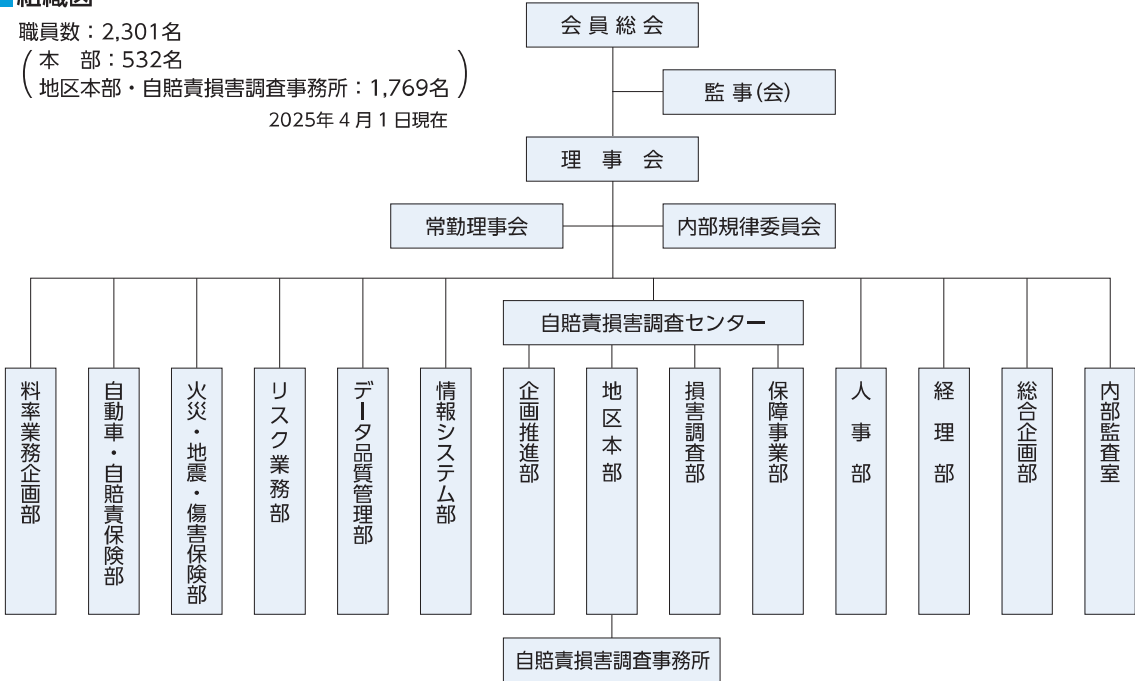 組織図
職員数：2,301名
本　部：532名
地区本部・自賠責損害調査事務所：1,769名
2025年4月1日現在
会員総会
監事(会)
理　事　会
常勤理事会
内部規律委員会
自賠責損害調査センター
料率業務企画部
自動車・自賠責保険部
火災・地震・傷害保険部
リスク業務部
データ品質管理部
情報システム部
企画推進部
地区本部
損害調査部
保障事業部
人事部
経理部
総合企画部
内部監査室
自賠責損害調査事務所